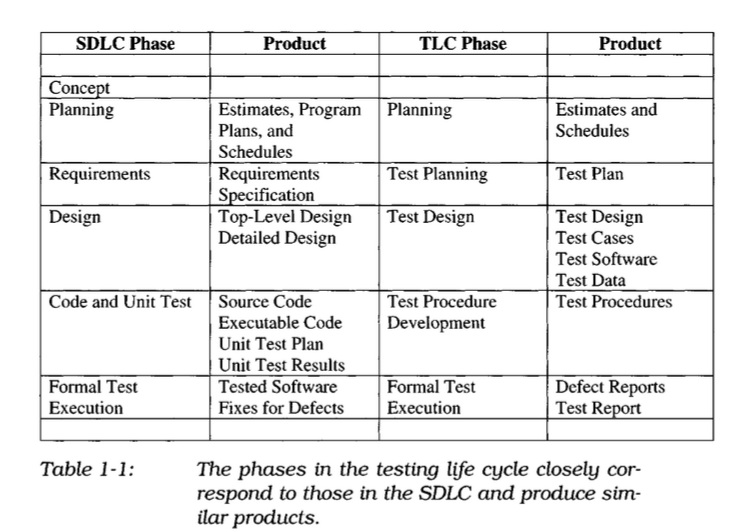 SDLC Phase Product TLC Phase Product
Concept
Planning Estimates, Program Planning Estimates and
Plans, and Schedules
Schedules
Requirements Requirements Test Planning Test Plan
Specification
Design Top-Level Design Test Design Test Design
Detailed Design Test Cases
Test Software
Test Data
Code and Unit Test Source Code Test Procedure Test Procedures
Executable Code Development
Unit Test Plan
Unit Test Results
Formal Test Tested Software Formal Test Defect Reports
Execution Fixes for Defects Execution Test Report
Table 1-1: The phases in the testing life cycle closely cor-
respond to those in the SDLC and produce sim-
ilar products.